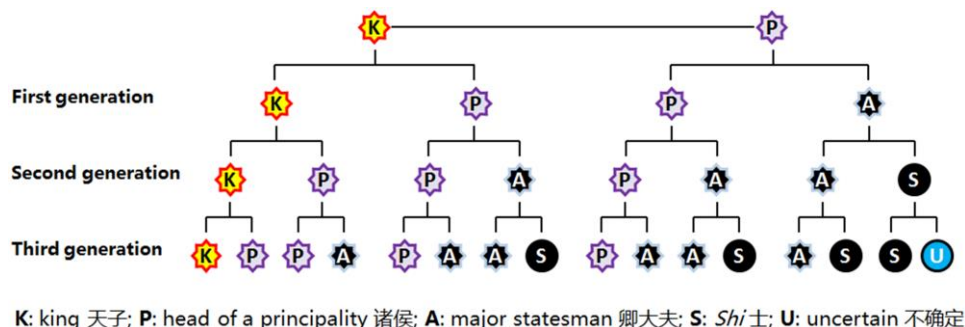 K P
First generation K P P A
Second generation K P P A P A A S
Third generation K P P A P A A S P A A S A S S U
K: king 天子; P: head of a principality 诸侯; A: major statesman 卿大夫; S: Shi 士; U: uncertain 不确定